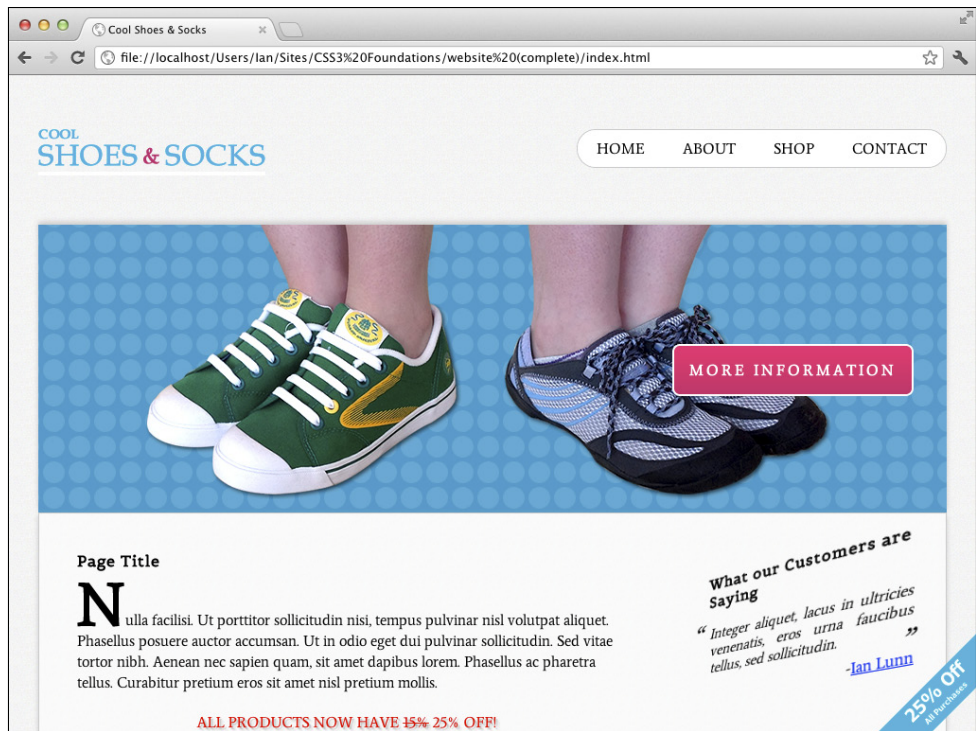 Cool Shoes & Socks
file://localhost/Users/Ian/Sites/CSS3%20Foundations/website%20(complete)/index.html
COOL
SHOES & SOCKS
HOME ABOUT SHOP CONTACT
MORE INFORMATION
Page Title
Nulla facilisi. Ut porttitor sollicitudin nisi, tempus pulvinar nisl volutpat aliquet.
Phasellus posuere auctor accumsan. Ut in odio eget dui pulvinar sollicitudin. Sed vitae
tortor nibh. Aenean nec sapien quam, sit amet dapibus lorem. Phasellus ac pharetra
tellus. Curabitur pretium eros sit amet nisl pretium mollis.
ALL PRODUCTS NOW HAVE 15% 25% OFF!
What our Customers are
Saying
“ Integer aliquet, lacus in ultricies
venenatis, eros urna faucibus
tellus, sed sollicitudin. ”
-Ian Lunn
25% Off
All Purchases